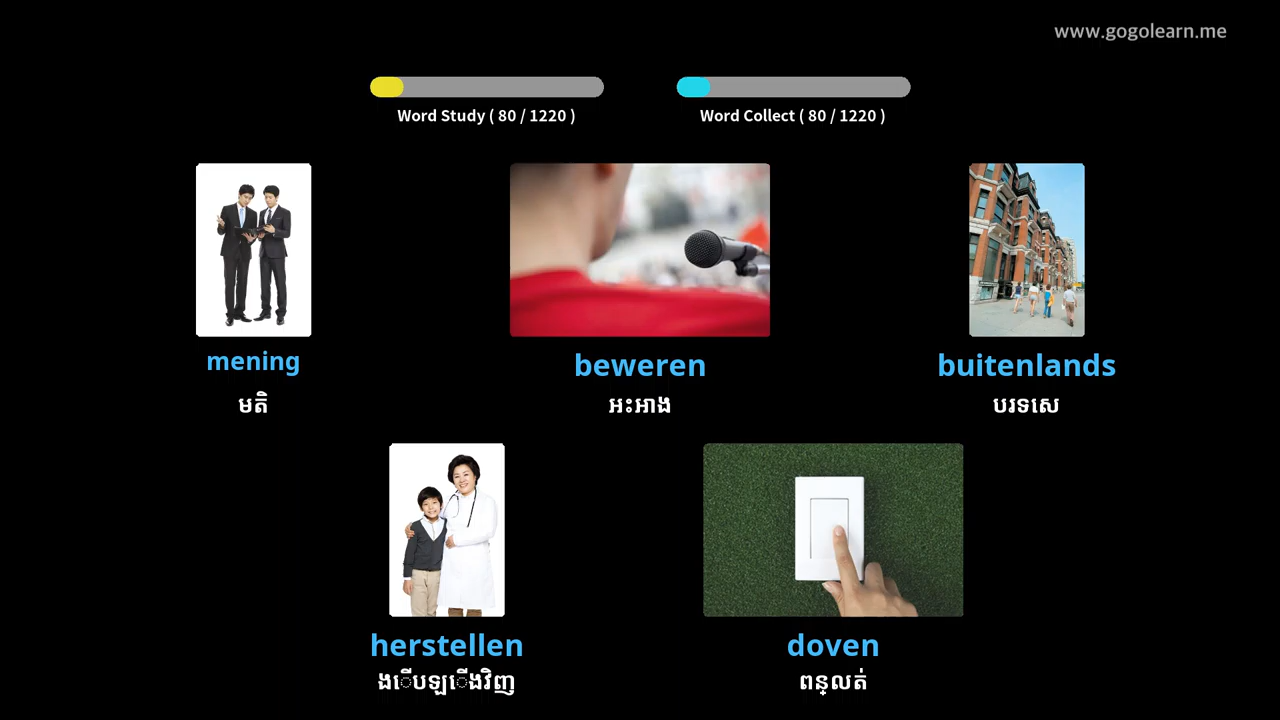 www.gogolearn.me
Word Study ( 80 / 1220 )
Word Collect ( 80 / 1220 )
mening
beweren
buitenlands
មតិ
អះអាង
បរទសេ
herstellen
doven
ងើបឡើងវិញ
ពន្លត់